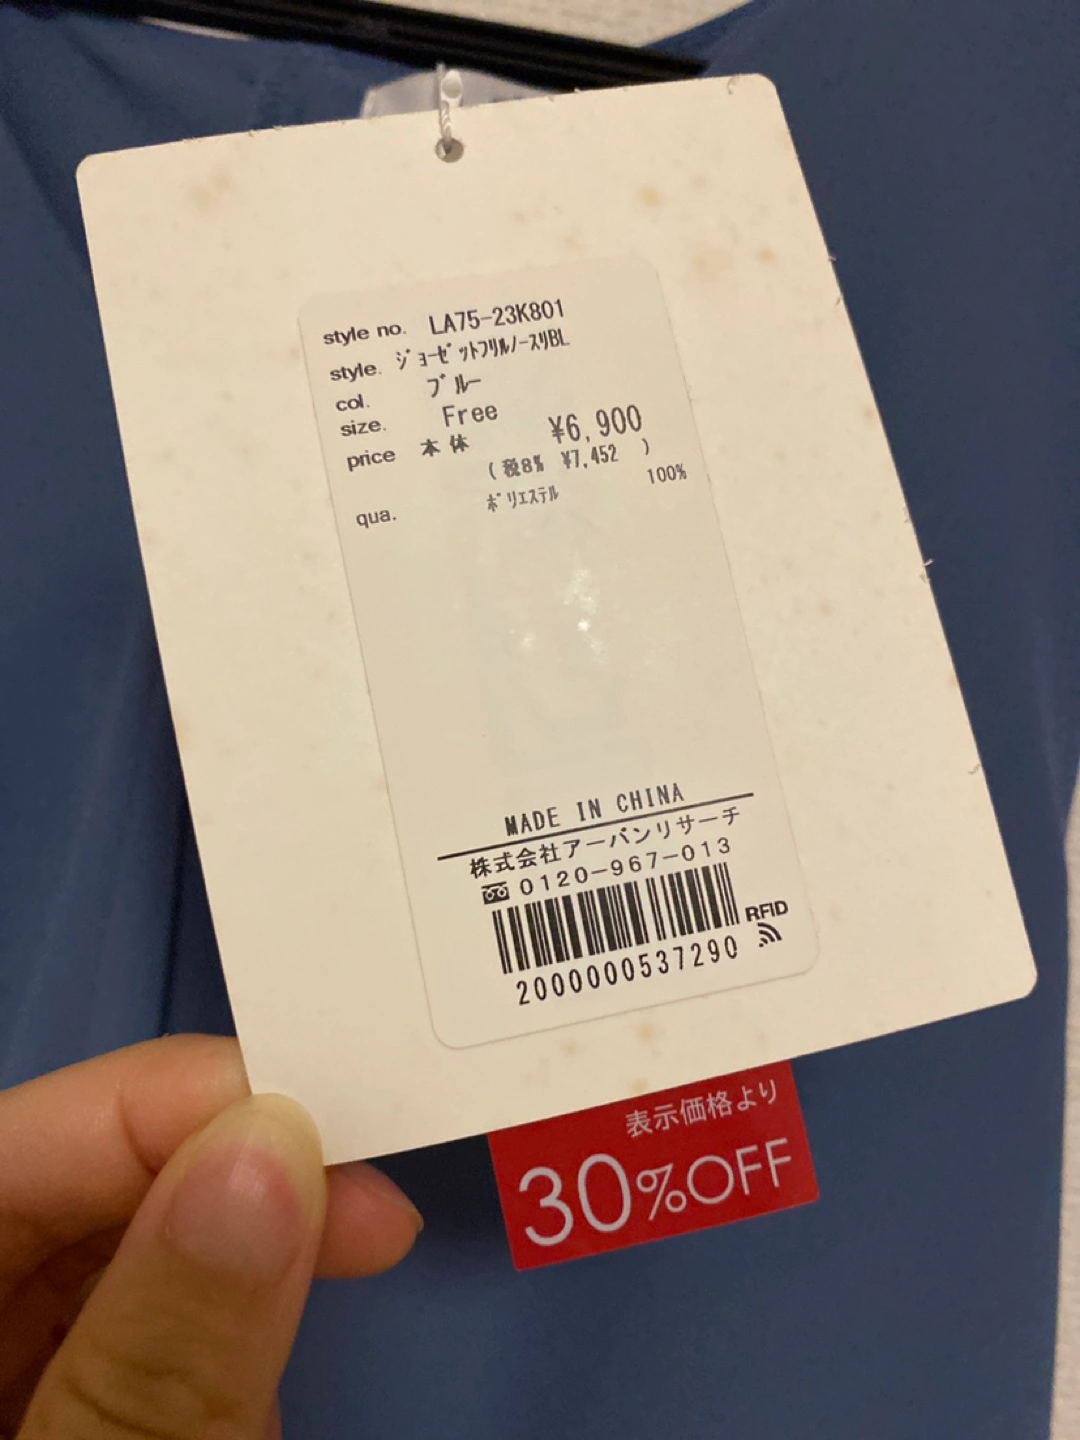 style no. LA75-23K801
style. ｼﾞｮｰｾﾞｯﾄﾌﾘﾙﾉｰｽﾘBL
col. ﾌﾞﾙｰ
size. Free
price 本体 ¥6,900
(税8% ¥7,452 )
qua. ﾎﾟﾘｴｽﾃﾙ 100%
MADE IN CHINA
株式会社アーバンリサーチ
0120-967-013
RFID
2000000537290
表示価格より
30%OFF